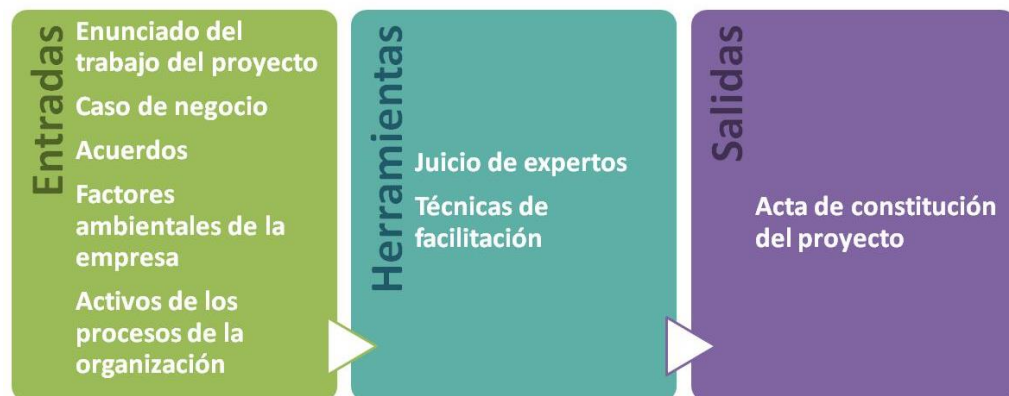 Entradas
Enunciado del
trabajo del proyecto
Caso de negocio
Acuerdos
Factores
ambientales de la
empresa
Activos de los
procesos de la
organización
Herramientas
Juicio de expertos
Técnicas de
facilitación
Salidas
Acta de constitución
del proyecto